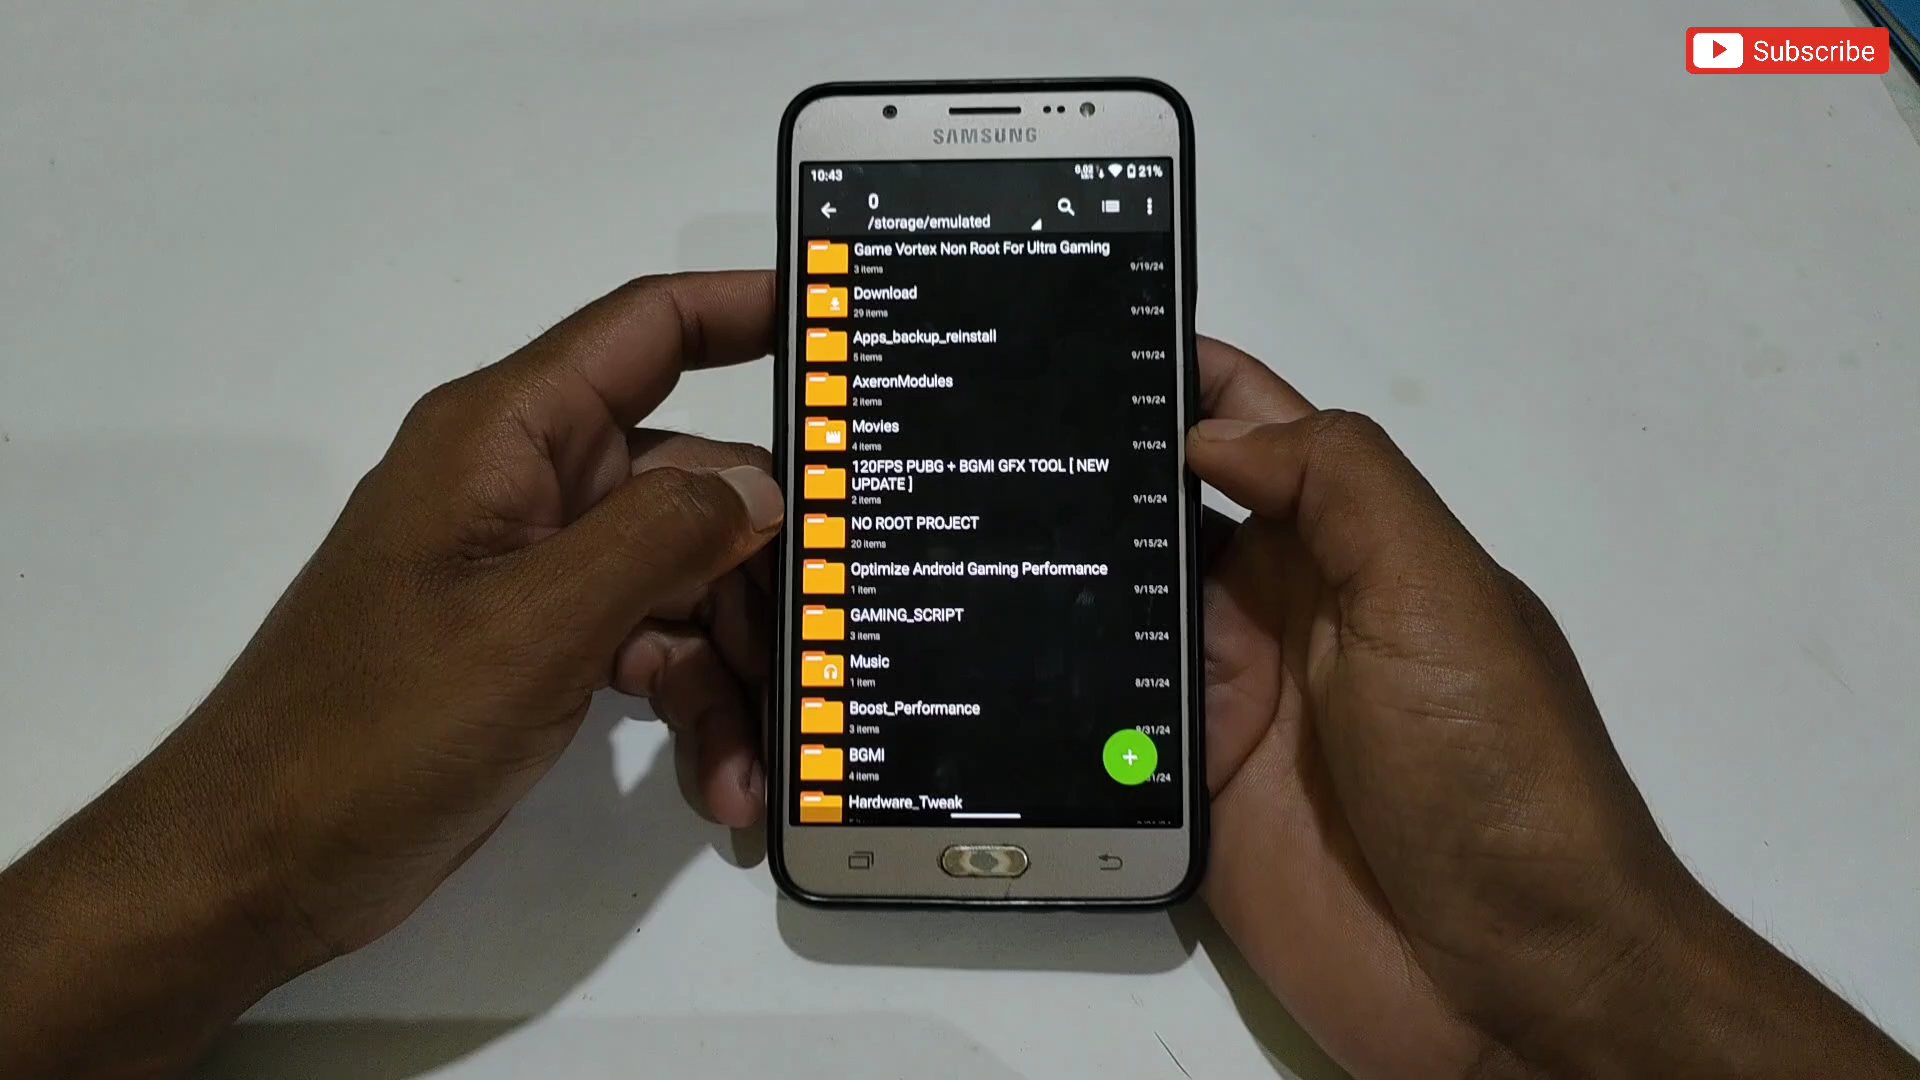 Subscribe
SAMSUNG
10:43
21%
0
/storage/emulated
Game Vortex Non Root For Ultra Gaming
3 items
9/19/24
Download
29 items
9/19/24
Apps_backup_reinstall
5 items
9/19/24
AxeronModules
2 items
9/19/24
Movies
4 items
9/16/24
120FPS PUBG + BGMI GFX TOOL [ NEW
UPDATE ]
2 items
9/16/24
NO ROOT PROJECT
20 items
9/15/24
Optimize Android Gaming Performance
1 item
9/15/24
GAMING_SCRIPT
3 items
9/13/24
Music
1 item
8/31/24
Boost_Performance
3 items
BGMI
4 items
Hardware_Tweak